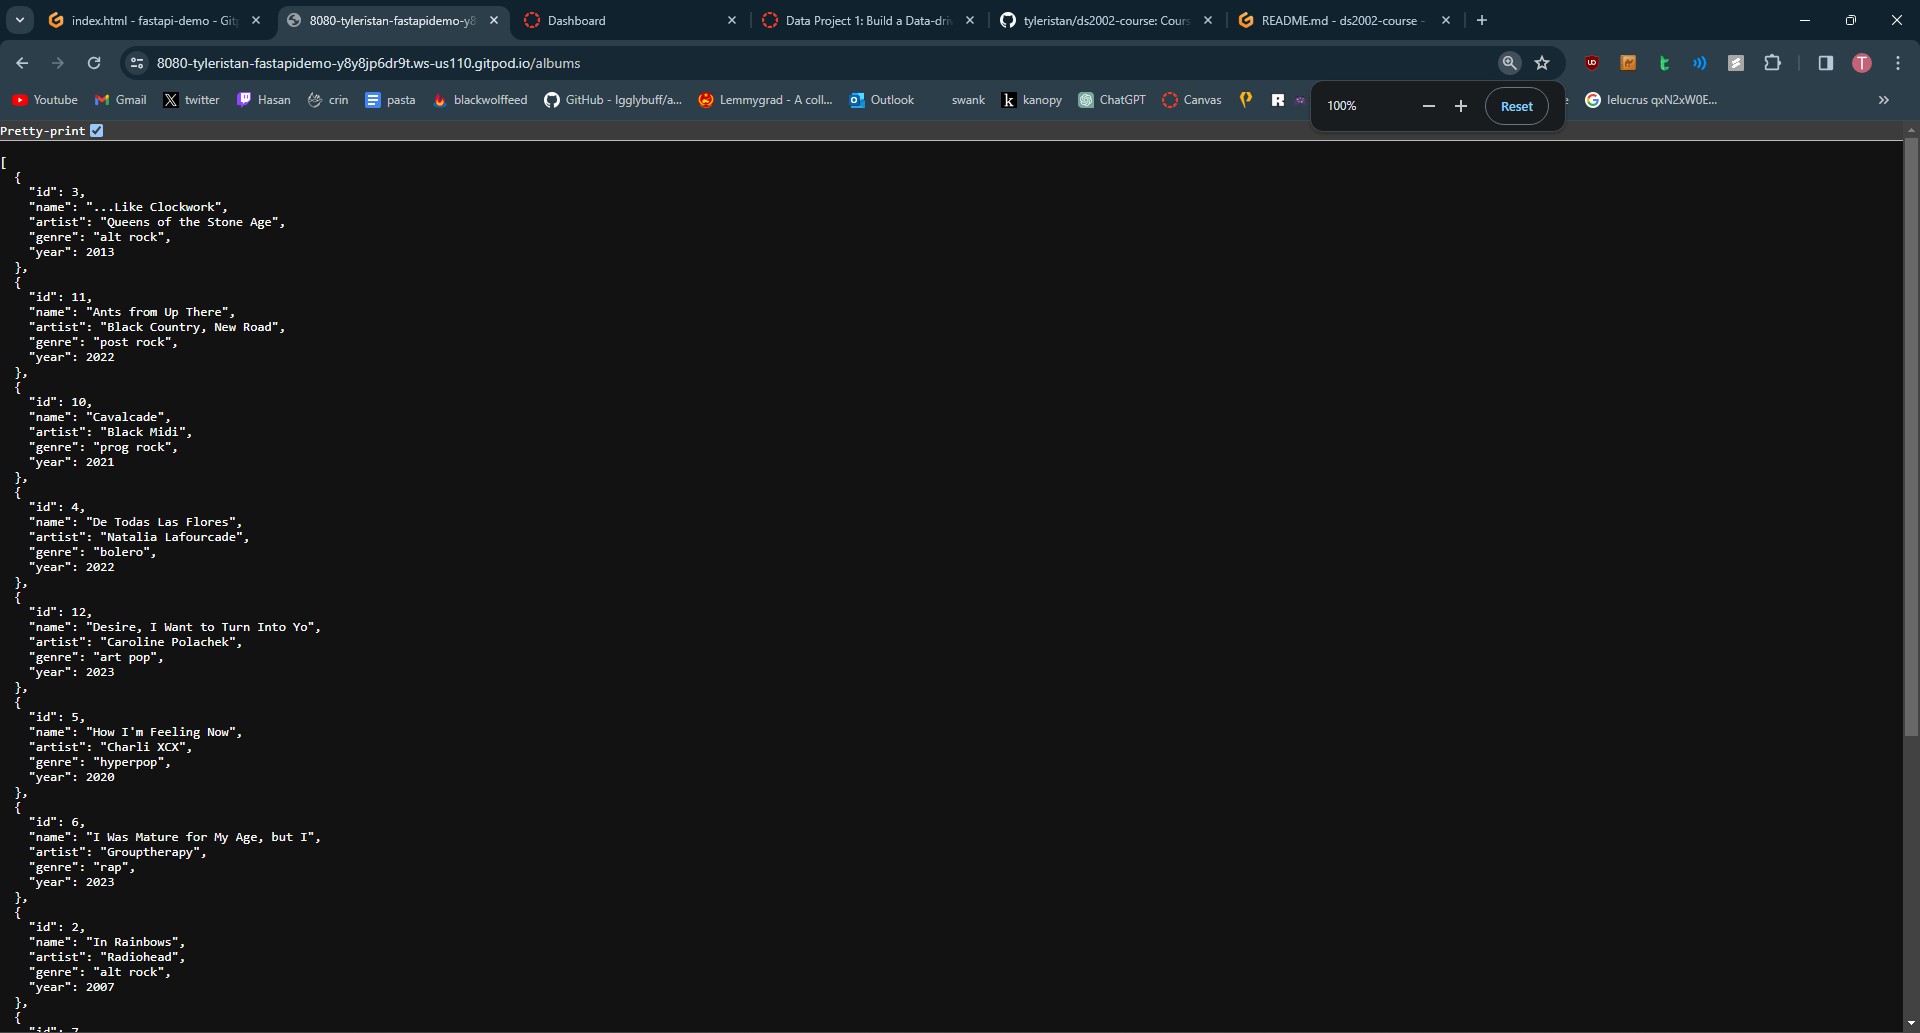 index.html - fastapi-demo - Git
8080-tyleristan-fastapidemo-y8
Dashboard
Data Project 1: Build a Data-dri
tyleristan/ds2002-course: Cours
README.md - ds2002-course -
8080-tyleristan-fastapidemo-y8y8jp6dr9t.ws-us110.gitpod.io/albums
T
Youtube
Gmail
twitter
Hasan
crin
pasta
blackwolffeed
GitHub - Igglybuff/a...
Lemmygrad - A coll...
Outlook
swank
kanopy
ChatGPT
Canvas
lelucrus qxN2xW0E...
100%
Reset
Pretty-print
[
{
"id": 3,
"name": "...Like Clockwork",
"artist": "Queens of the Stone Age",
"genre": "alt rock",
"year": 2013
},
{
"id": 11,
"name": "Ants from Up There",
"artist": "Black Country, New Road",
"genre": "post rock",
"year": 2022
},
{
"id": 10,
"name": "Cavalcade",
"artist": "Black Midi",
"genre": "prog rock",
"year": 2021
},
{
"id": 4,
"name": "De Todas Las Flores",
"artist": "Natalia Lafourcade",
"genre": "bolero",
"year": 2022
},
{
"id": 12,
"name": "Desire, I Want to Turn Into Yo",
"artist": "Caroline Polachek",
"genre": "art pop",
"year": 2023
},
{
"id": 5,
"name": "How I'm Feeling Now",
"artist": "Charli XCX",
"genre": "hyperpop",
"year": 2020
},
{
"id": 6,
"name": "I Was Mature for My Age, but I",
"artist": "Grouptherapy",
"genre": "rap",
"year": 2023
},
{
"id": 2,
"name": "In Rainbows",
"artist": "Radiohead",
"genre": "alt rock",
"year": 2007
},
{